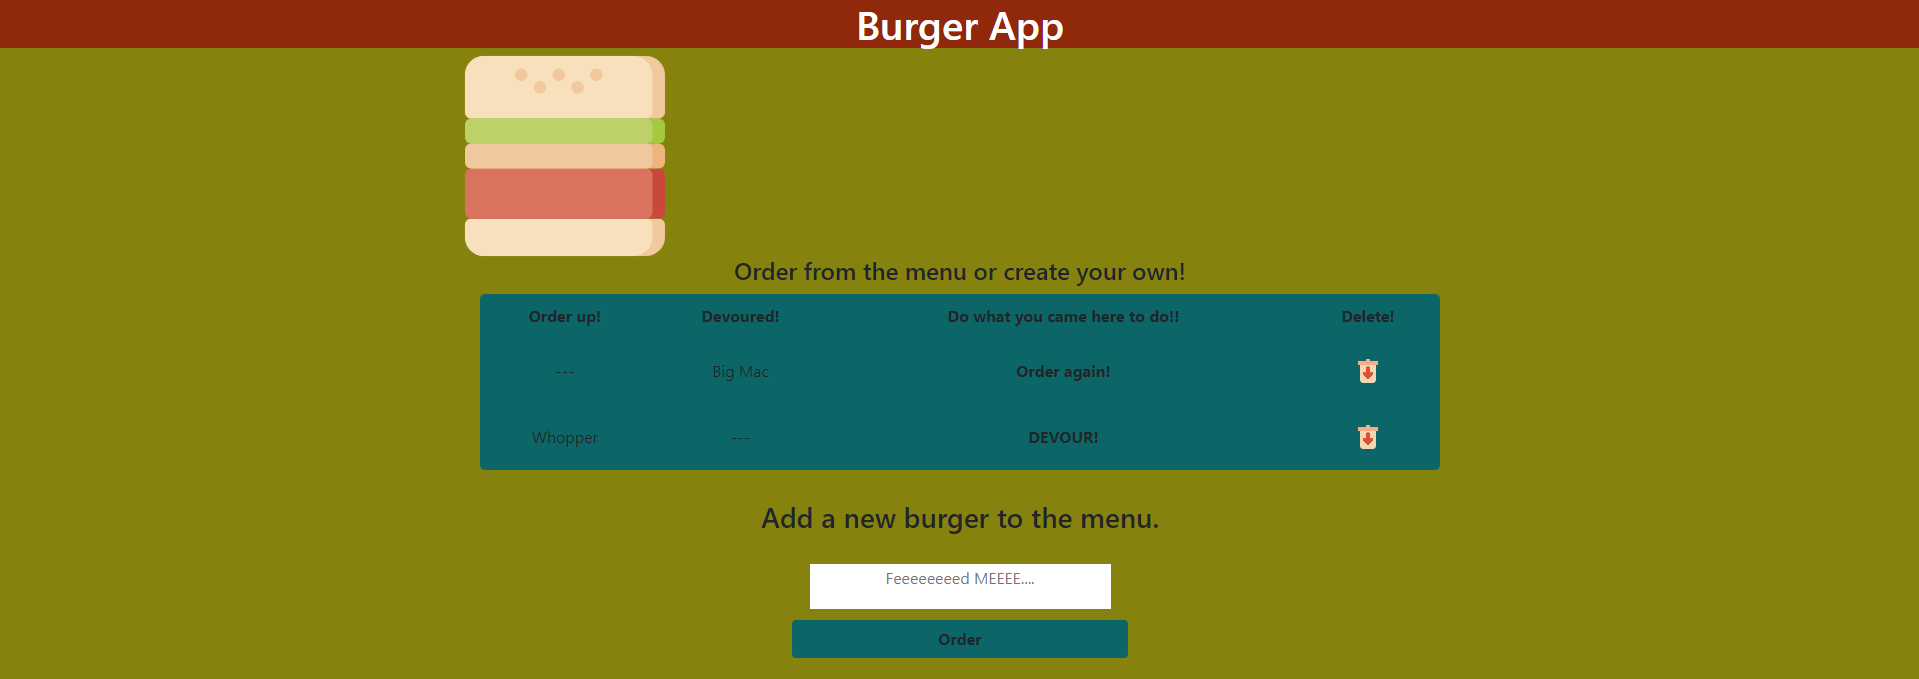 Burger App
Order from the menu or create your own!
Order up! Devoured! Do what you came here to do!! Delete!
--- Big Mac Order again!
Whopper --- DEVOUR!
Add a new burger to the menu.
Feeeeeeeed MEEEE....
Order